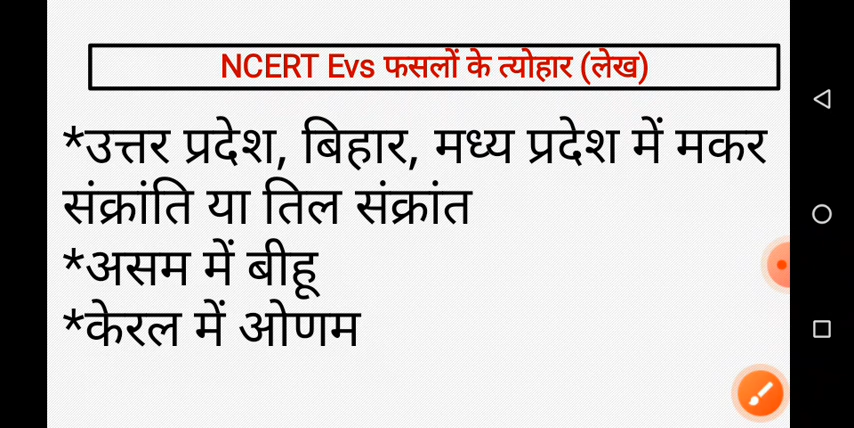 NCERT Evs फसलों के त्योहार (लेख)
*उत्तर प्रदेश, बिहार, मध्य प्रदेश में मकर
संक्रांति या तिल संक्रांत
*असम में बीहू
*केरल में ओणम